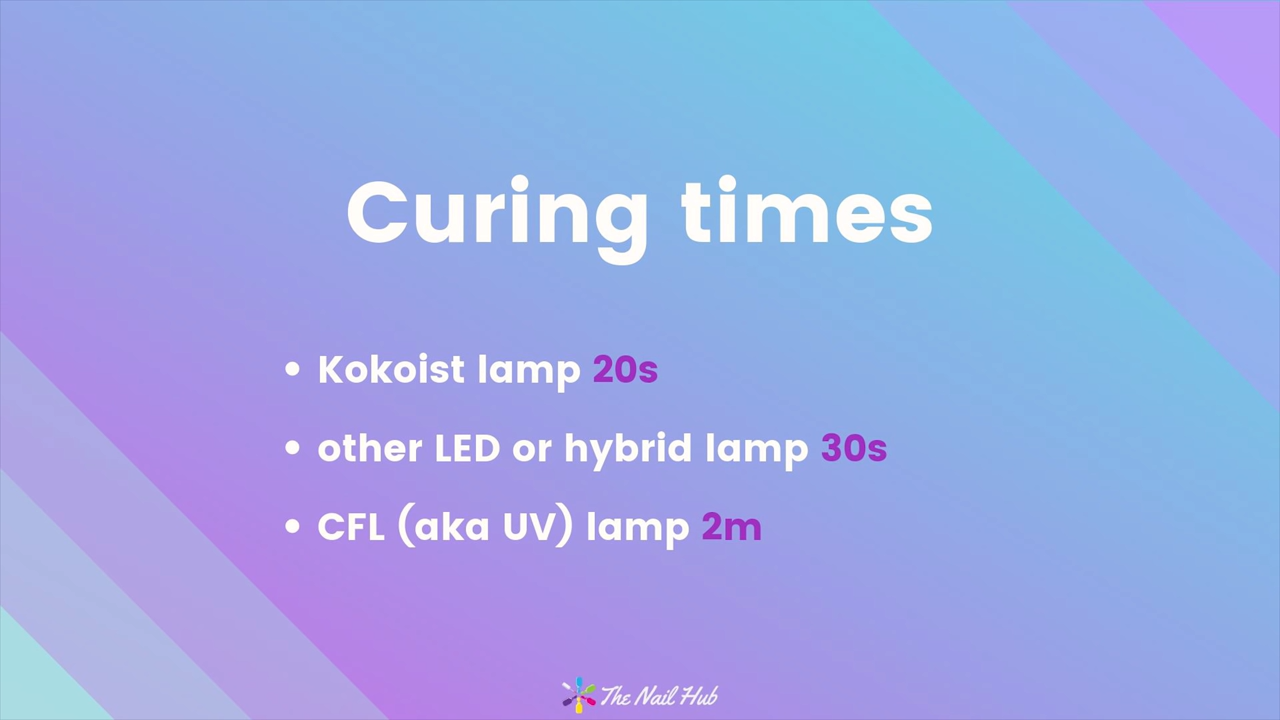 Curing times
• Kokoist lamp 20s
• other LED or hybrid lamp 30s
• CFL (aka UV) lamp 2m
The Nail Hub